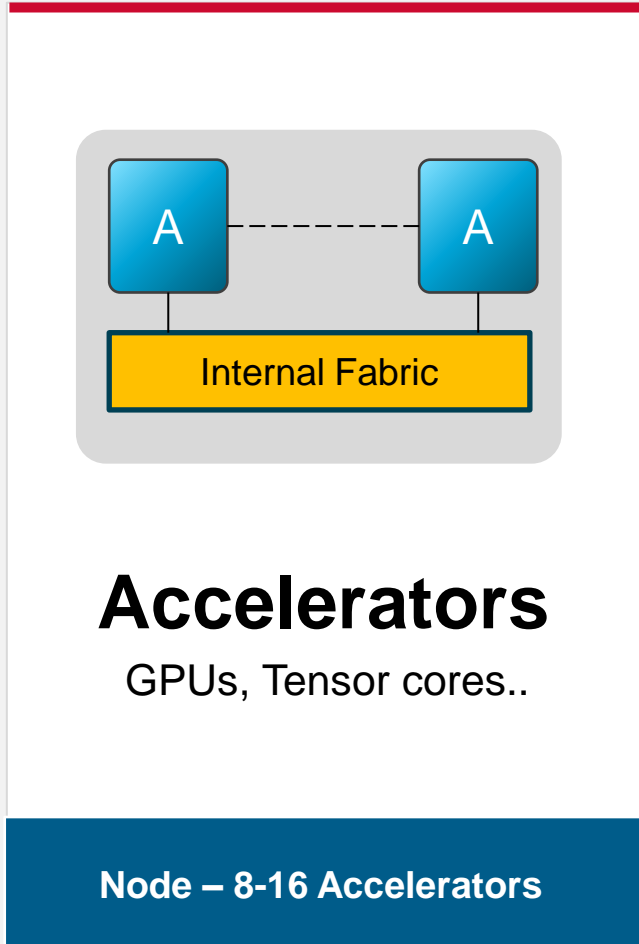 A A
Internal Fabric
Accelerators
GPUs, Tensor cores..
Node – 8-16 Accelerators